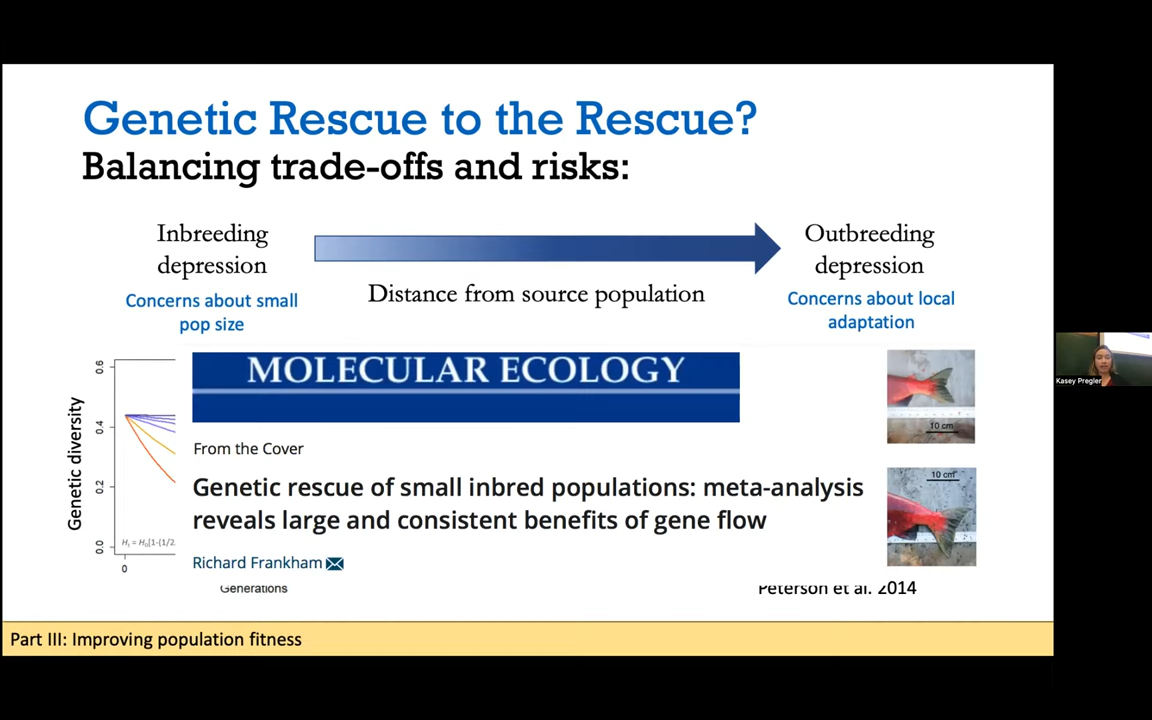 Genetic Rescue to the Rescue?
Balancing trade-offs and risks:
Inbreeding
depression
Concerns about small
pop size
Distance from source population
Outbreeding
depression
Concerns about local
adaptation
Genetic diversity
0.6
0.4
0.2
0.0
0
Generations
MOLECULAR ECOLOGY
From the Cover
Genetic rescue of small inbred populations: meta-analysis
reveals large and consistent benefits of gene flow
Richard Frankham
10 cm
10 cm
Peterson et al. 2014
Part III: Improving population fitness
Kasey Pregler